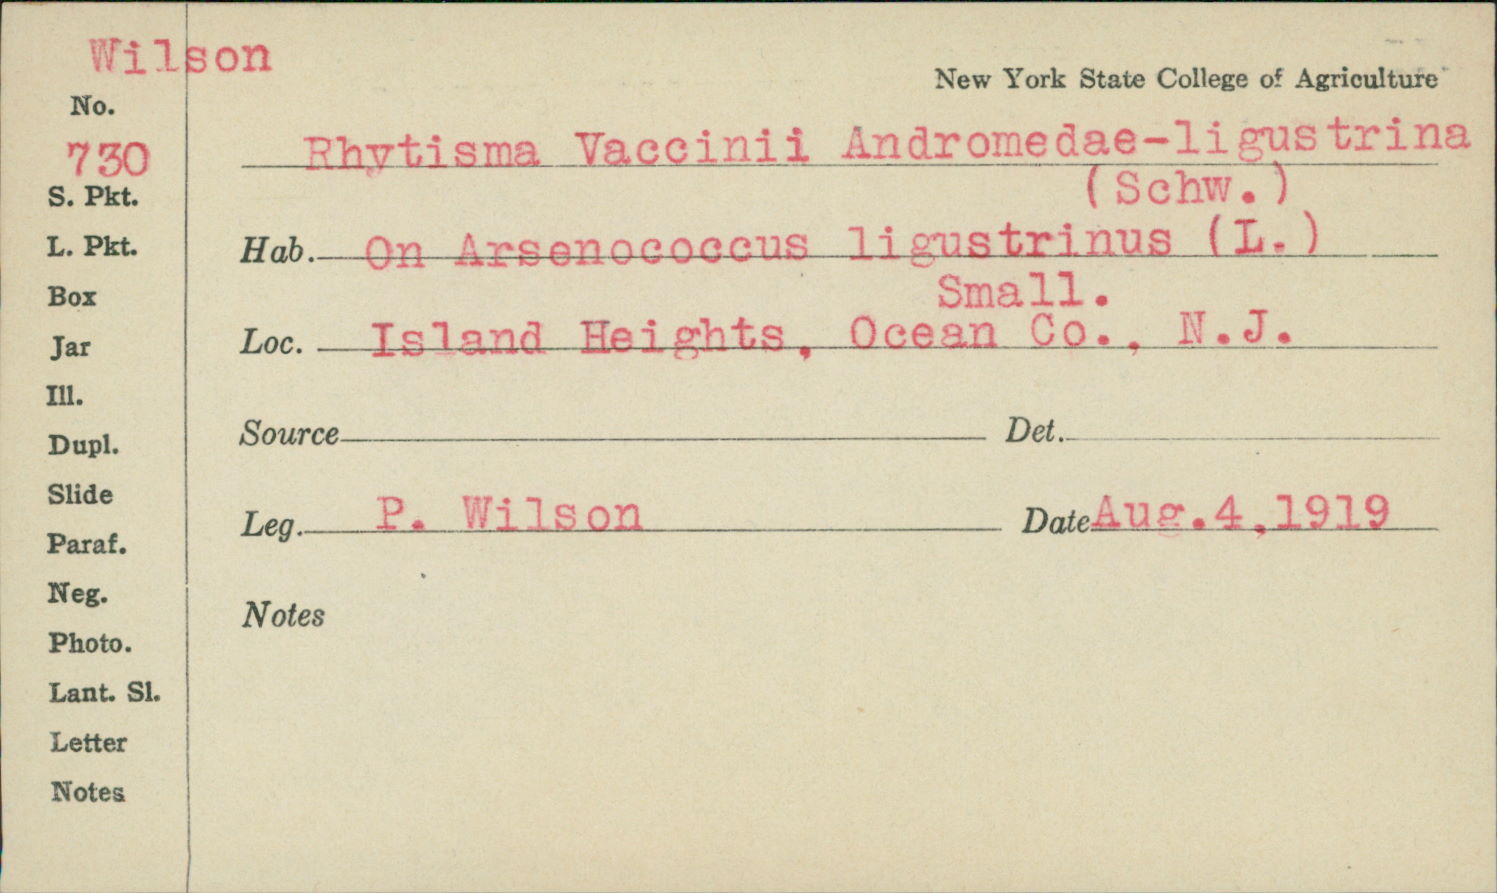 Wilson
New York State College of Agriculture
No.
730
Rhytisma Vaccinii Andromedae-ligustrina
(Schw.)
S. Pkt.
L. Pkt.
Hab. On Arsenococcus ligustrinus (L.)
Small.
Box
Jar
Loc. Island Heights, Ocean Co., N.J.
Ill.
Dupl.
Source Det.
Slide
Leg. P. Wilson Date Aug.4,1919
Paraf.
Neg.
Notes
Photo.
Lant. Sl.
Letter
Notes